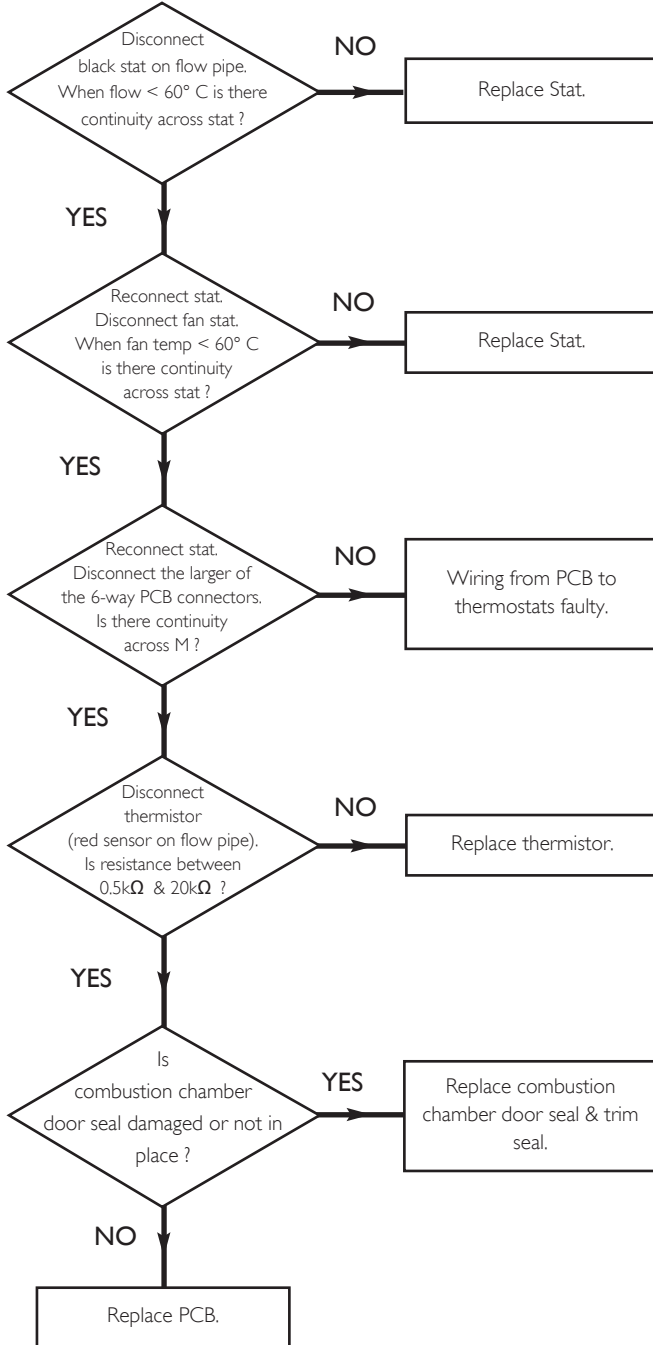 Disconnect
black stat on flow pipe.
When flow < 60° C is there
continuity across stat ?
NO
Replace Stat.
YES
Reconnect stat.
Disconnect fan stat.
When fan temp < 60° C
is there continuity
across stat ?
NO
Replace Stat.
YES
Reconnect stat.
Disconnect the larger of
the 6-way PCB connectors.
Is there continuity
across M ?
NO
Wiring from PCB to
thermostats faulty.
YES
Disconnect
thermistor
(red sensor on flow pipe).
Is resistance between
0.5kΩ & 20kΩ ?
NO
Replace thermistor.
YES
Is
combustion chamber
door seal damaged or not in
place ?
YES
Replace combustion
chamber door seal & trim
seal.
NO
Replace PCB.